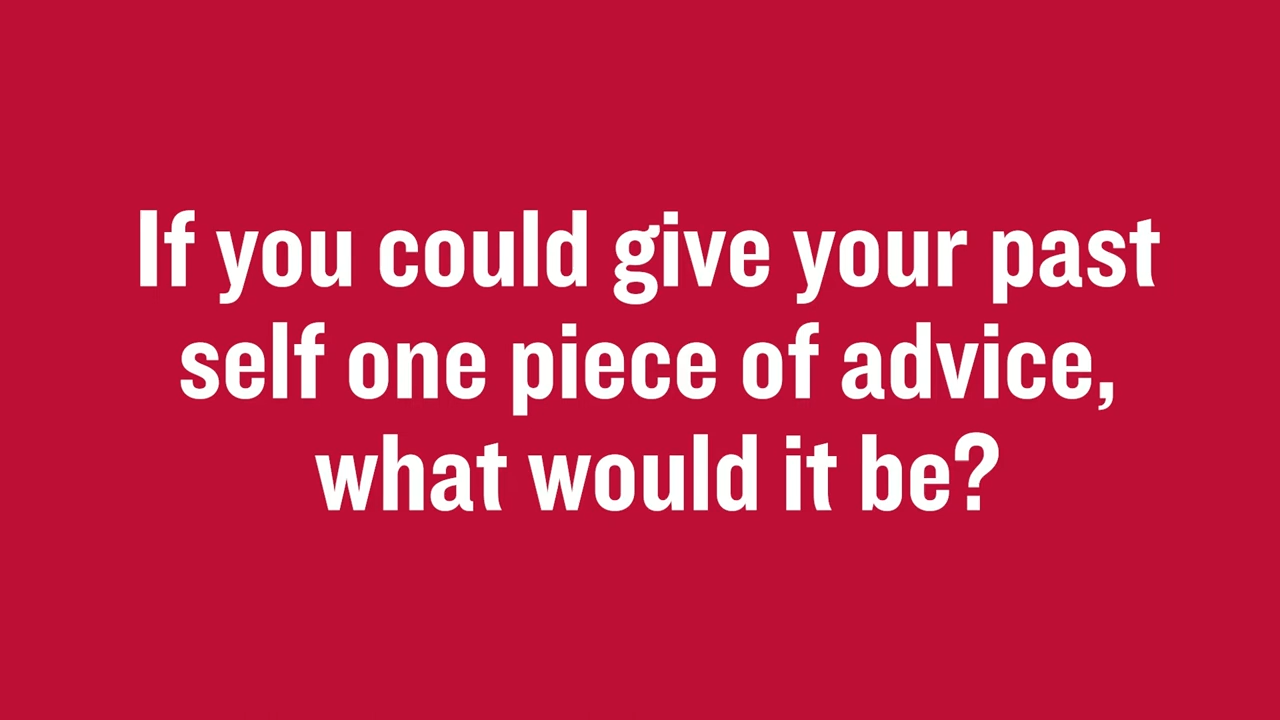 If you could give your past
self one piece of advice,
what would it be?